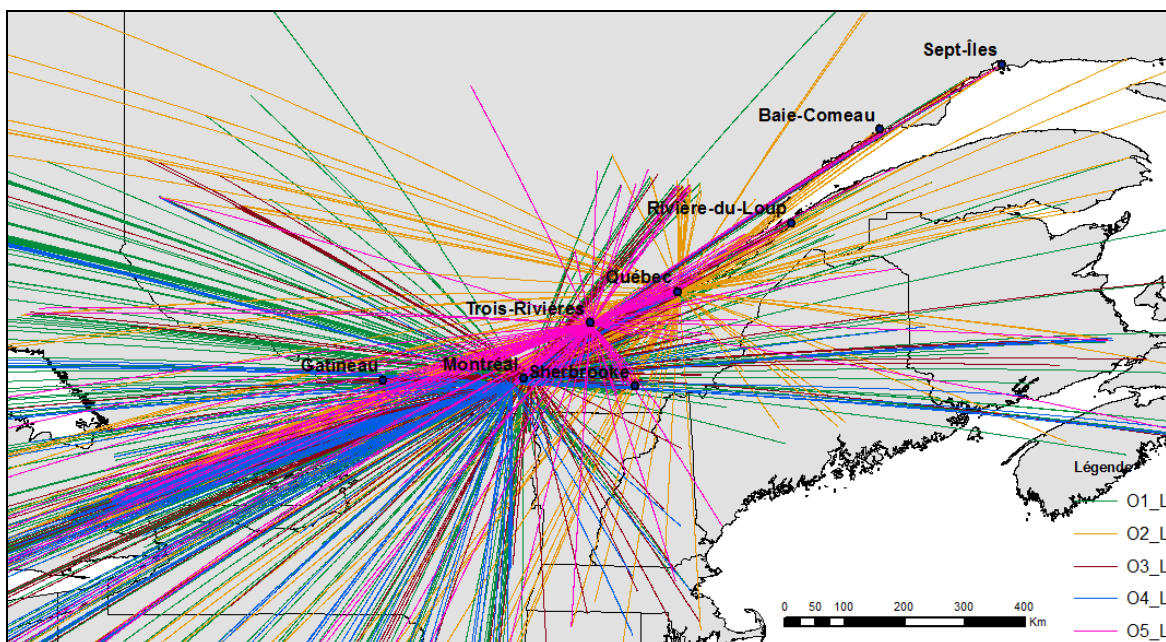 Sept-Îles
Baie-Comeau
Rivière-du-Loup
Québec
Trois-Rivières
Gatineau
Montréal
Sherbrooke
Légende
O1_L
O2_L
O3_L
O4_L
O5_L
0 50 100 200 300 400
Km